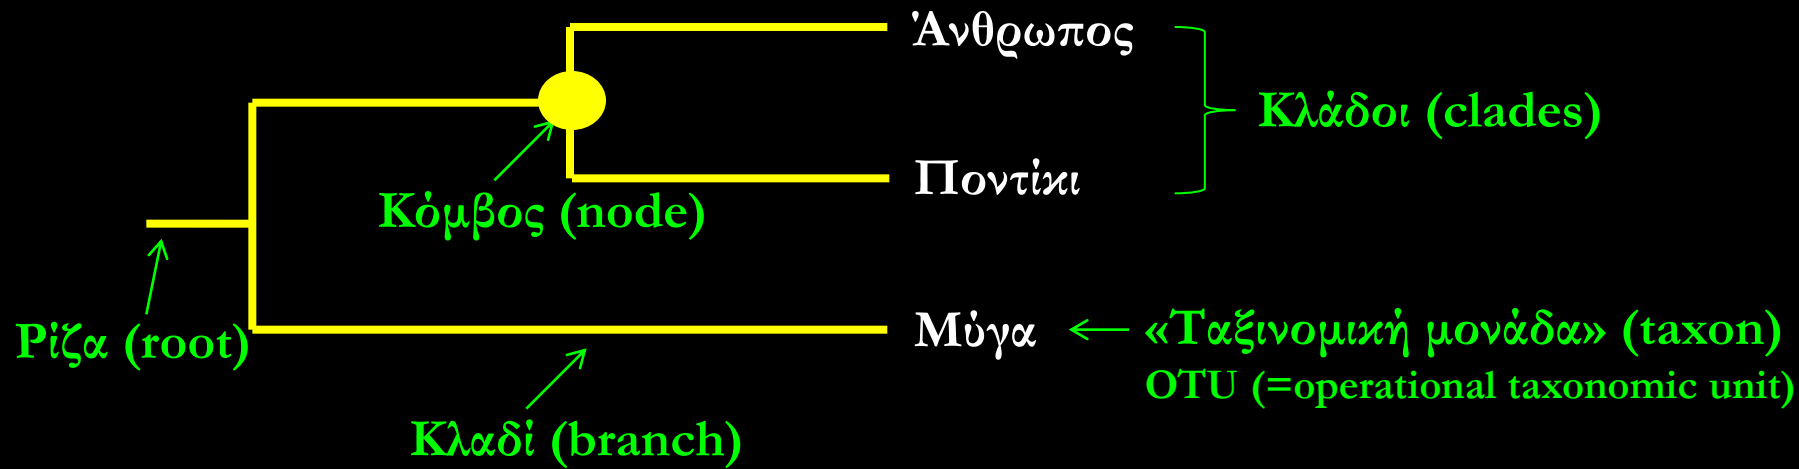 Άνθρωπος
Κλάδοι (clades)
Ποντίκι
Κόμβος (node)
Μύγα
«Ταξινομική μονάδα» (taxon)
Ρίζα (root)
OTU (=operational taxonomic unit)
Κλαδί (branch)